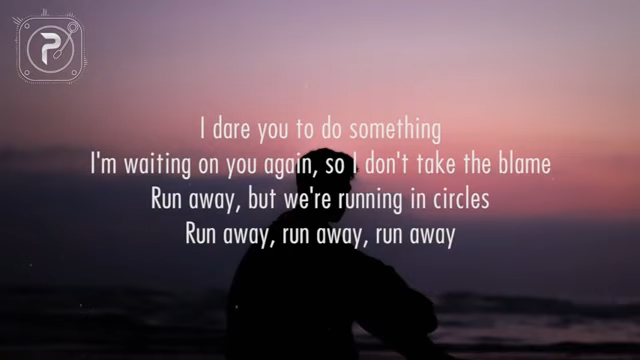 P
I dare you to do something
I'm waiting on you again, so I don't take the blame
Run away, but we're running in circles
Run away, run away, run away